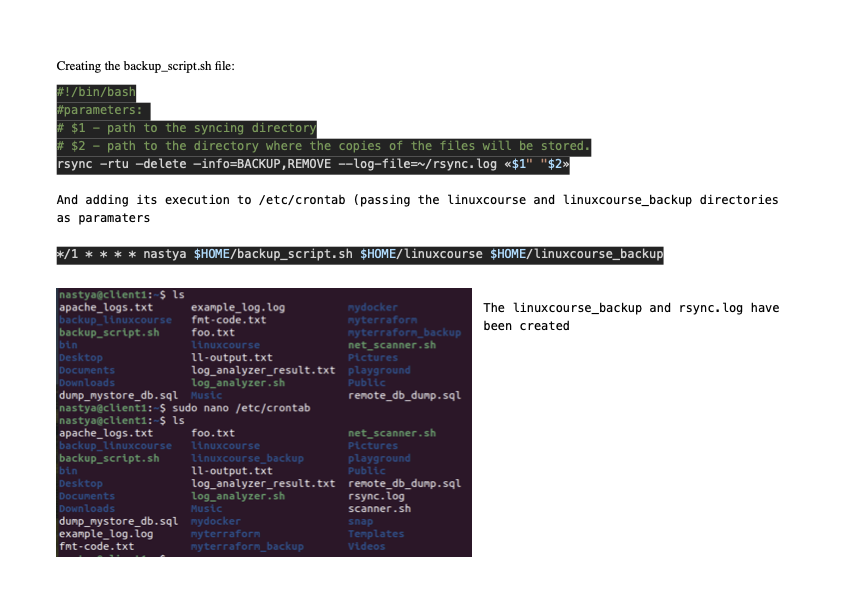 Creating the backup_script.sh file:
#!/bin/bash
#parameters:
# $1 – path to the syncing directory
# $2 – path to the directory where the copies of the files will be stored.
rsync –rtu –delete –info=BACKUP,REMOVE --log-file=~/rsync.log «$1" "$2»
And adding its execution to /etc/crontab (passing the linuxcourse and linuxcourse_backup directories
as paramaters
*/1 * * * * nastya $HOME/backup_script.sh $HOME/linuxcourse $HOME/linuxcourse_backup
nastya@client1:~$ ls
apache_logs.txt example_log.log mydocker
backup_linuxcourse fmt-code.txt myterraform
backup_script.sh foo.txt myterraform_backup
bin linuxcourse net_scanner.sh
Desktop ll-output.txt Pictures
Documents log_analyzer_result.txt playground
Downloads log_analyzer.sh Public
dump_mystore_db.sql Music remote_db_dump.sql
nastya@client1:~$ sudo nano /etc/crontab
nastya@client1:~$ ls
apache_logs.txt foo.txt net_scanner.sh
backup_linuxcourse linuxcourse Pictures
backup_script.sh linuxcourse_backup playground
bin ll-output.txt Public
Desktop log_analyzer_result.txt remote_db_dump.sql
Documents log_analyzer.sh rsync.log
Downloads Music scanner.sh
dump_mystore_db.sql mydocker snap
example_log.log myterraform Templates
fmt-code.txt myterraform_backup Videos
The linuxcourse_backup and rsync.log have
been created